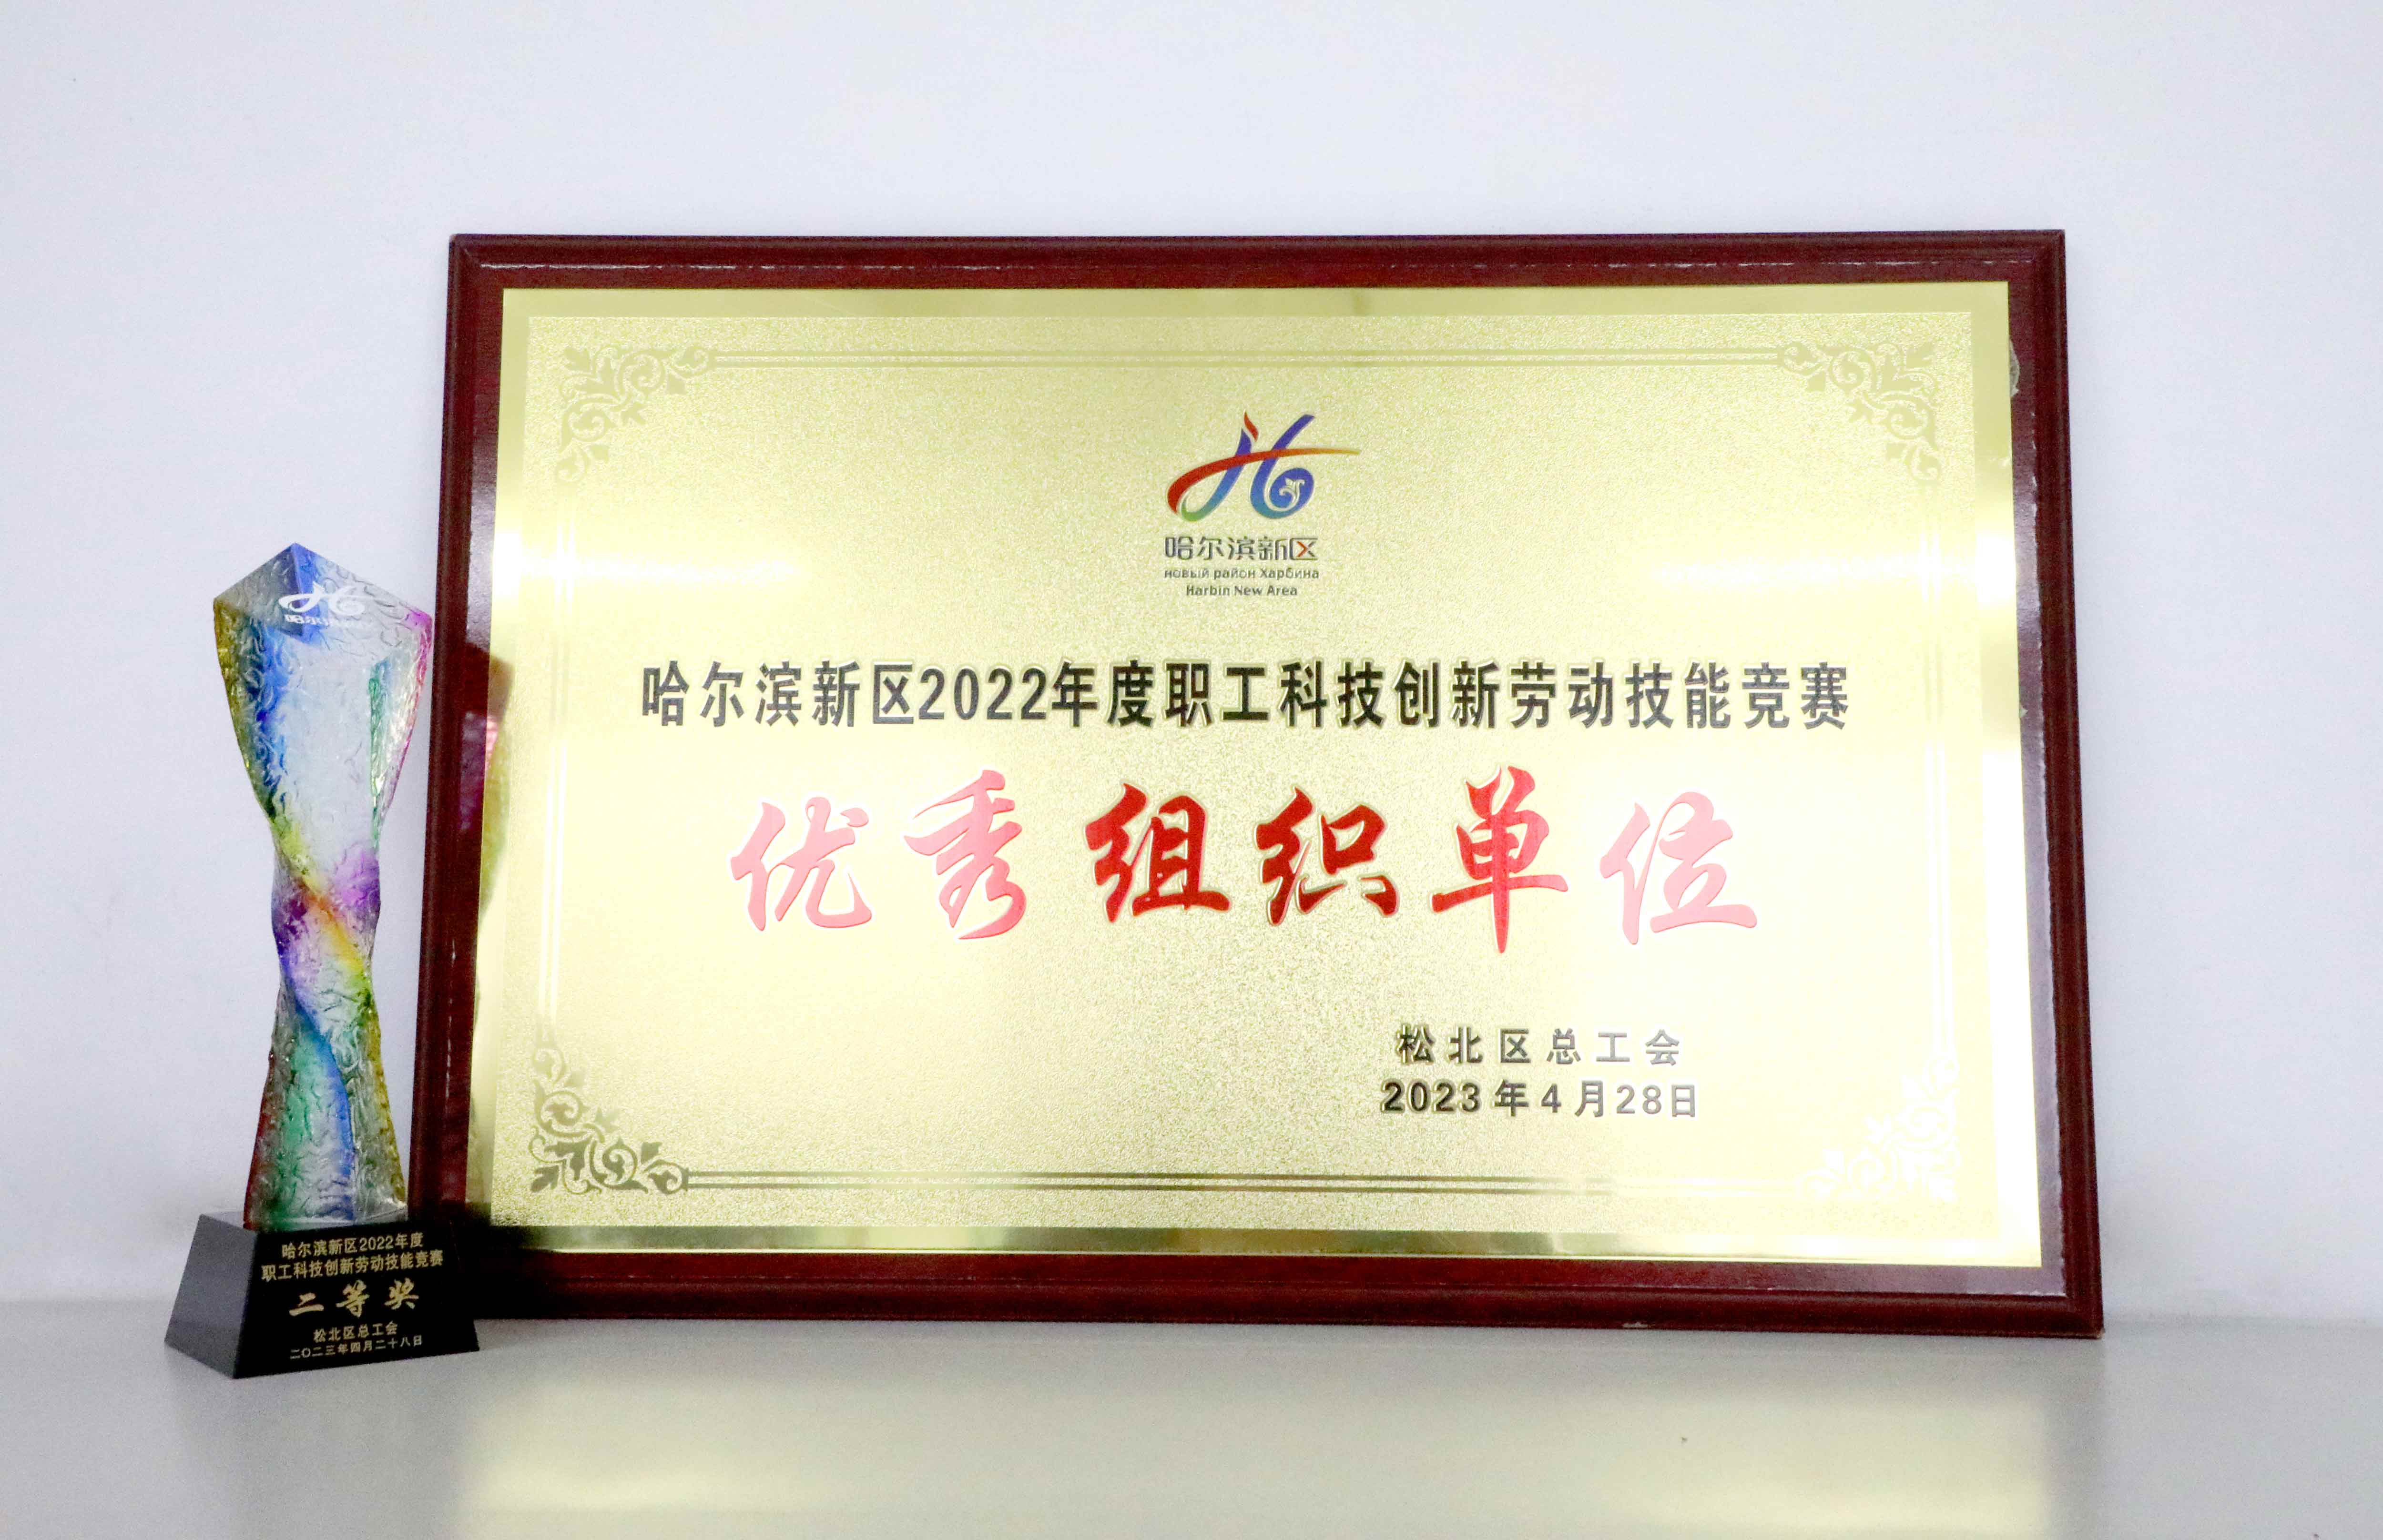 哈尔滨新区
новый район Харбина
Harbin New Area
哈尔滨新区2022年度职工科技创新劳动技能竞赛
优秀组织单位
松北区总工会
2023年4月28日
哈尔滨新区2022年度
职工科技创新劳动技能竞赛
二等奖
松北区总工会
二〇二三年四月二十八日